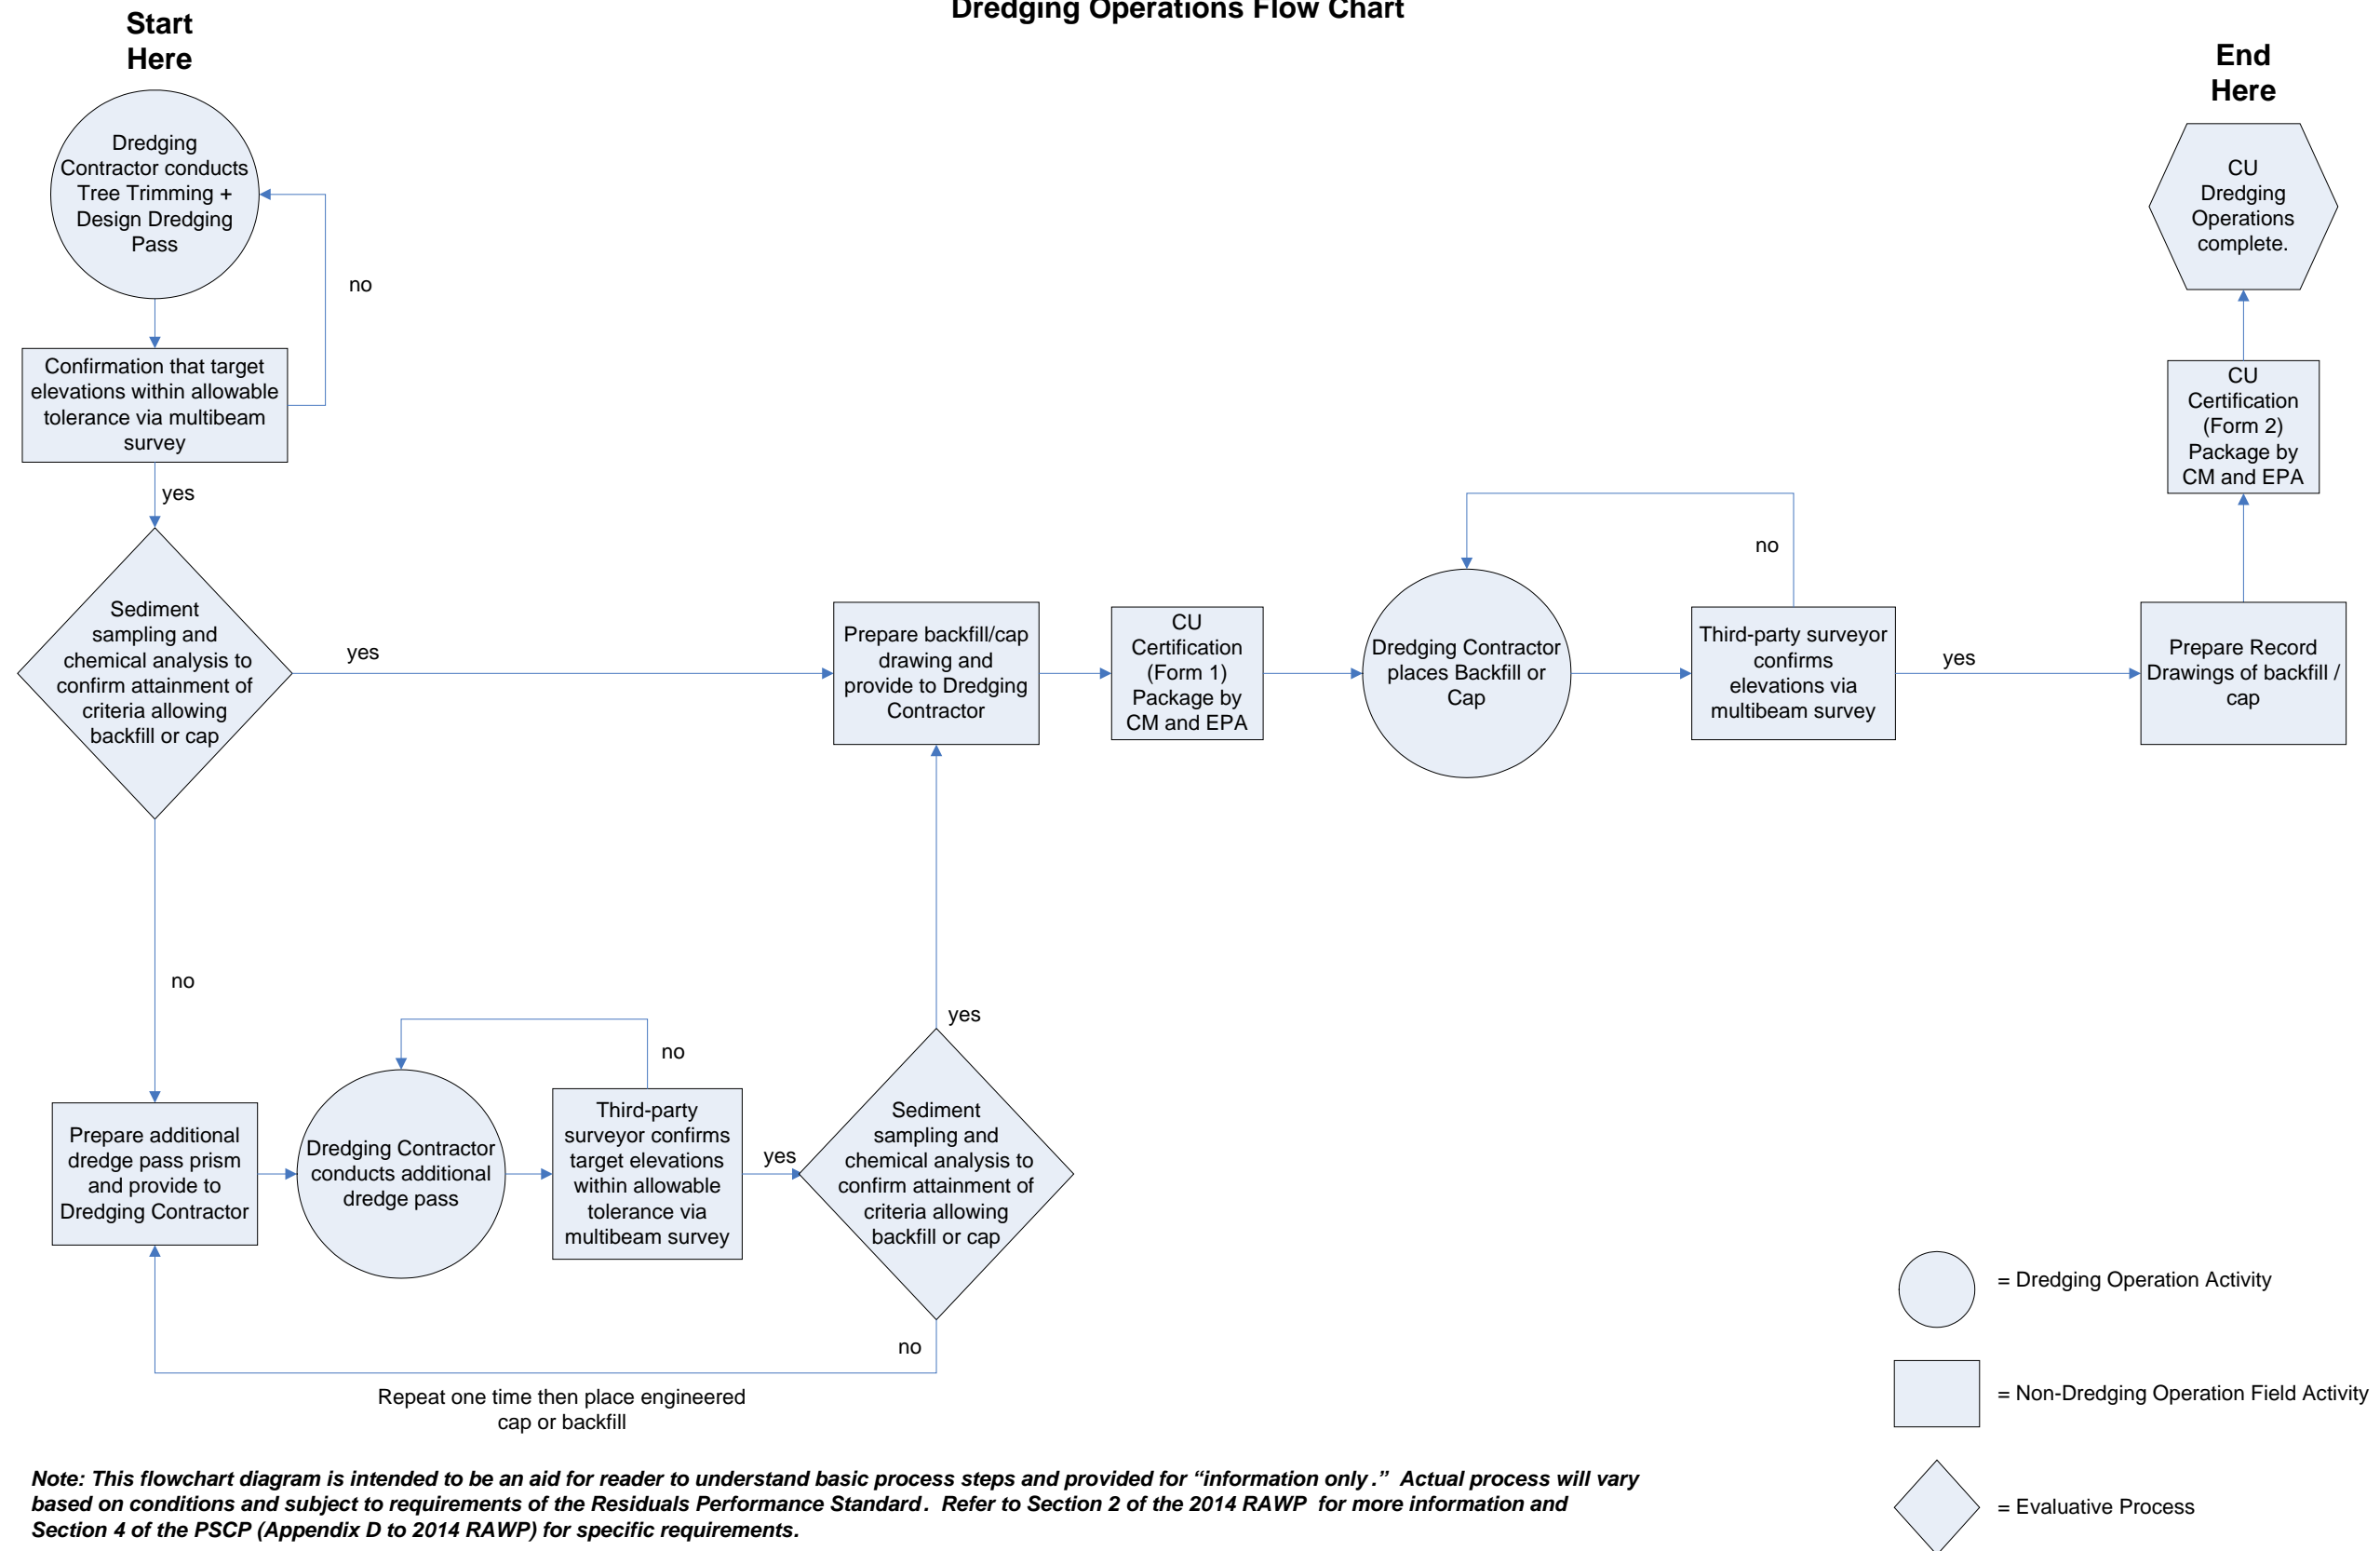 Dredging Operations Flow Chart
Start
Here
End
Here
Dredging
Contractor conducts
Tree Trimming +
Design Dredging
Pass
no
Confirmation that target
elevations within allowable
tolerance via multibeam
survey
yes
Sediment
sampling and
chemical analysis to
confirm attainment of
criteria allowing
backfill or cap
yes
no
Prepare backfill/cap
drawing and
provide to Dredging
Contractor
CU
Certification
(Form 1)
Package by
CM and EPA
Dredging Contractor
places Backfill or
Cap
no
Third-party surveyor
confirms
elevations via
multibeam survey
yes
Prepare Record
Drawings of backfill /
cap
CU
Certification
(Form 2)
Package by
CM and EPA
CU
Dredging
Operations
complete.
Prepare additional
dredge pass prism
and provide to
Dredging Contractor
Dredging Contractor
conducts additional
dredge pass
no
Third-party
surveyor confirms
target elevations
within allowable
tolerance via
multibeam survey
yes
Sediment
sampling and
chemical analysis to
confirm attainment of
criteria allowing
backfill or cap
yes
no
Repeat one time then place engineered
cap or backfill
= Dredging Operation Activity
= Non-Dredging Operation Field Activity
= Evaluative Process
Note: This flowchart diagram is intended to be an aid for reader to understand basic process steps and provided for “information only.” Actual process will vary
based on conditions and subject to requirements of the Residuals Performance Standard. Refer to Section 2 of the 2014 RAWP for more information and
Section 4 of the PSCP (Appendix D to 2014 RAWP) for specific requirements.